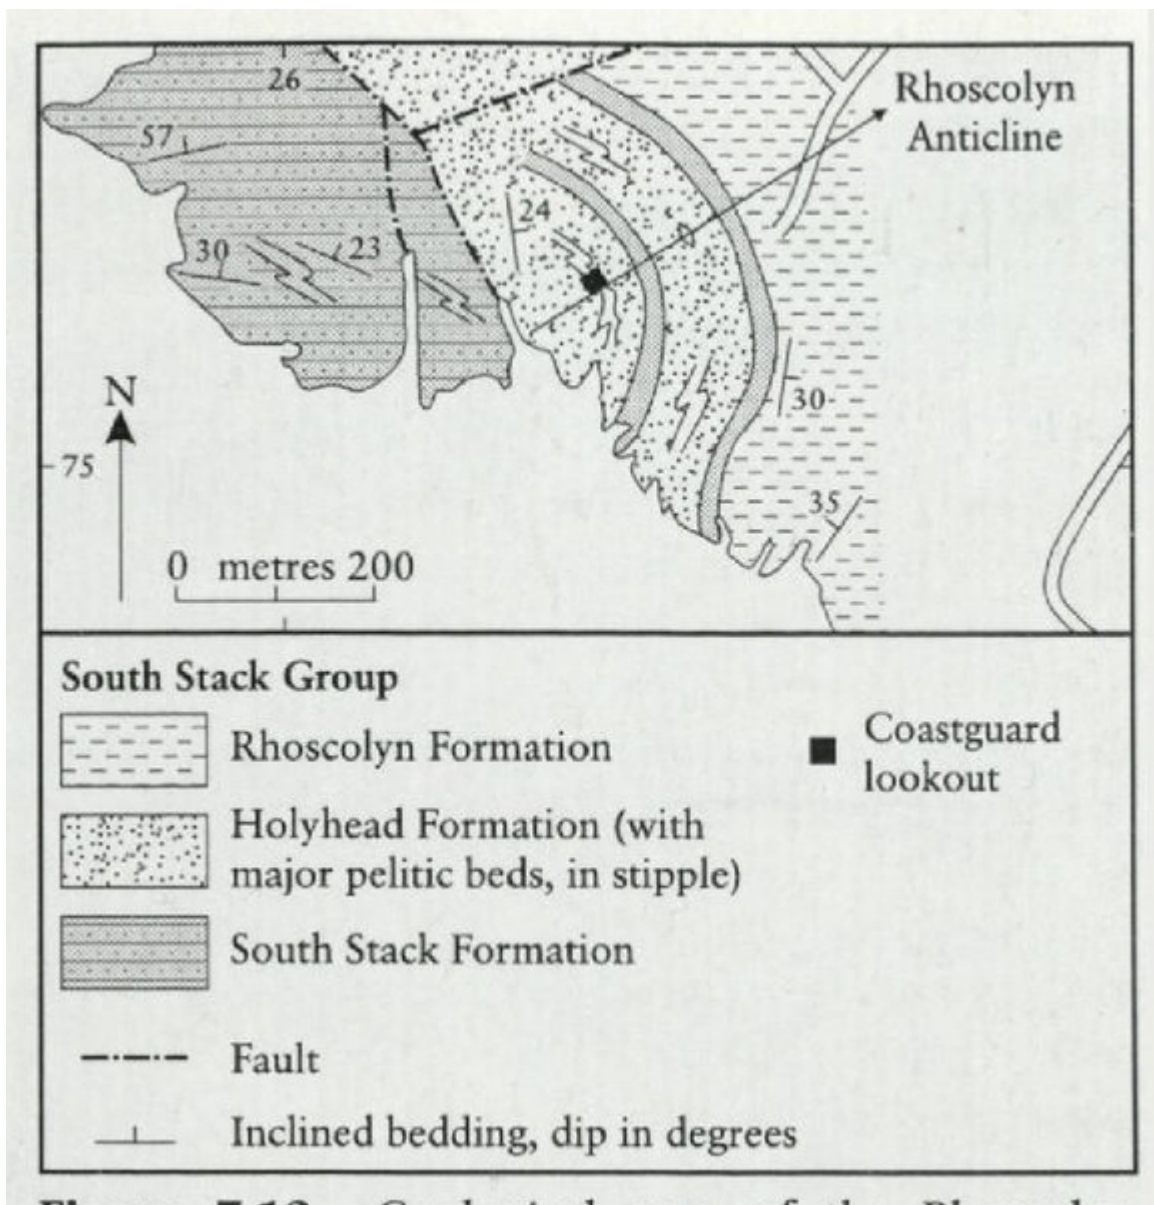 26
Rhoscolyn
Anticline
57
24
30
23
30
N
75
35
0 metres 200
South Stack Group
Rhoscolyn Formation
Coastguard
lookout
Holyhead Formation (with
major pelitic beds, in stipple)
South Stack Formation
Fault
Inclined bedding, dip in degrees